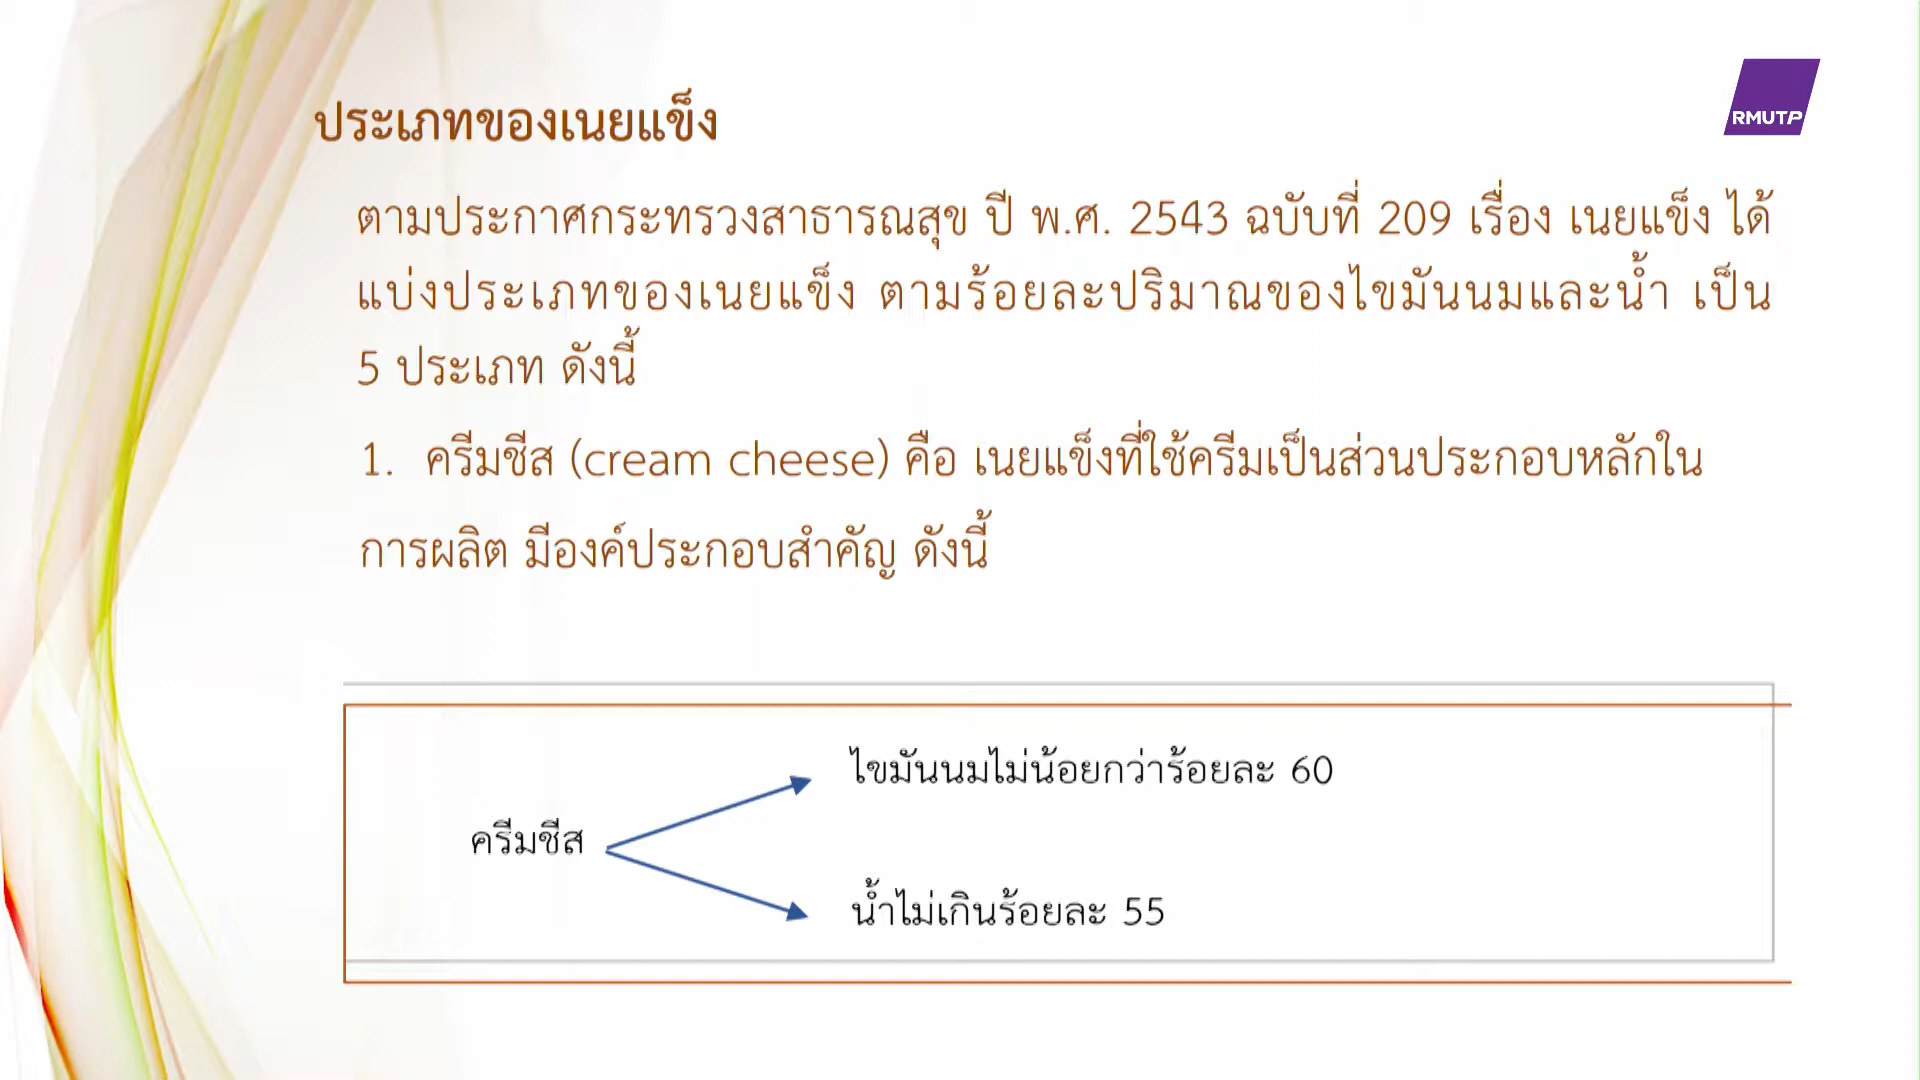 RMUTP
ประเภทของเนยแข็ง
ตามประกาศกระทรวงสาธารณสุข ปี พ.ศ. 2543 ฉบับที่ 209 เรื่อง เนยแข็ง ได้
แบ่งประเภทของเนยแข็ง ตามร้อยละปริมาณของไขมันนมและน้ำ เป็น
5 ประเภท ดังนี้
1. ครีมชีส (cream cheese) คือ เนยแข็งที่ใช้ครีมเป็นส่วนประกอบหลักใน
การผลิต มีองค์ประกอบสำคัญ ดังนี้
ไขมันนมไม่น้อยกว่าร้อยละ 60
ครีมชีส
น้ำไม่เกินร้อยละ 55